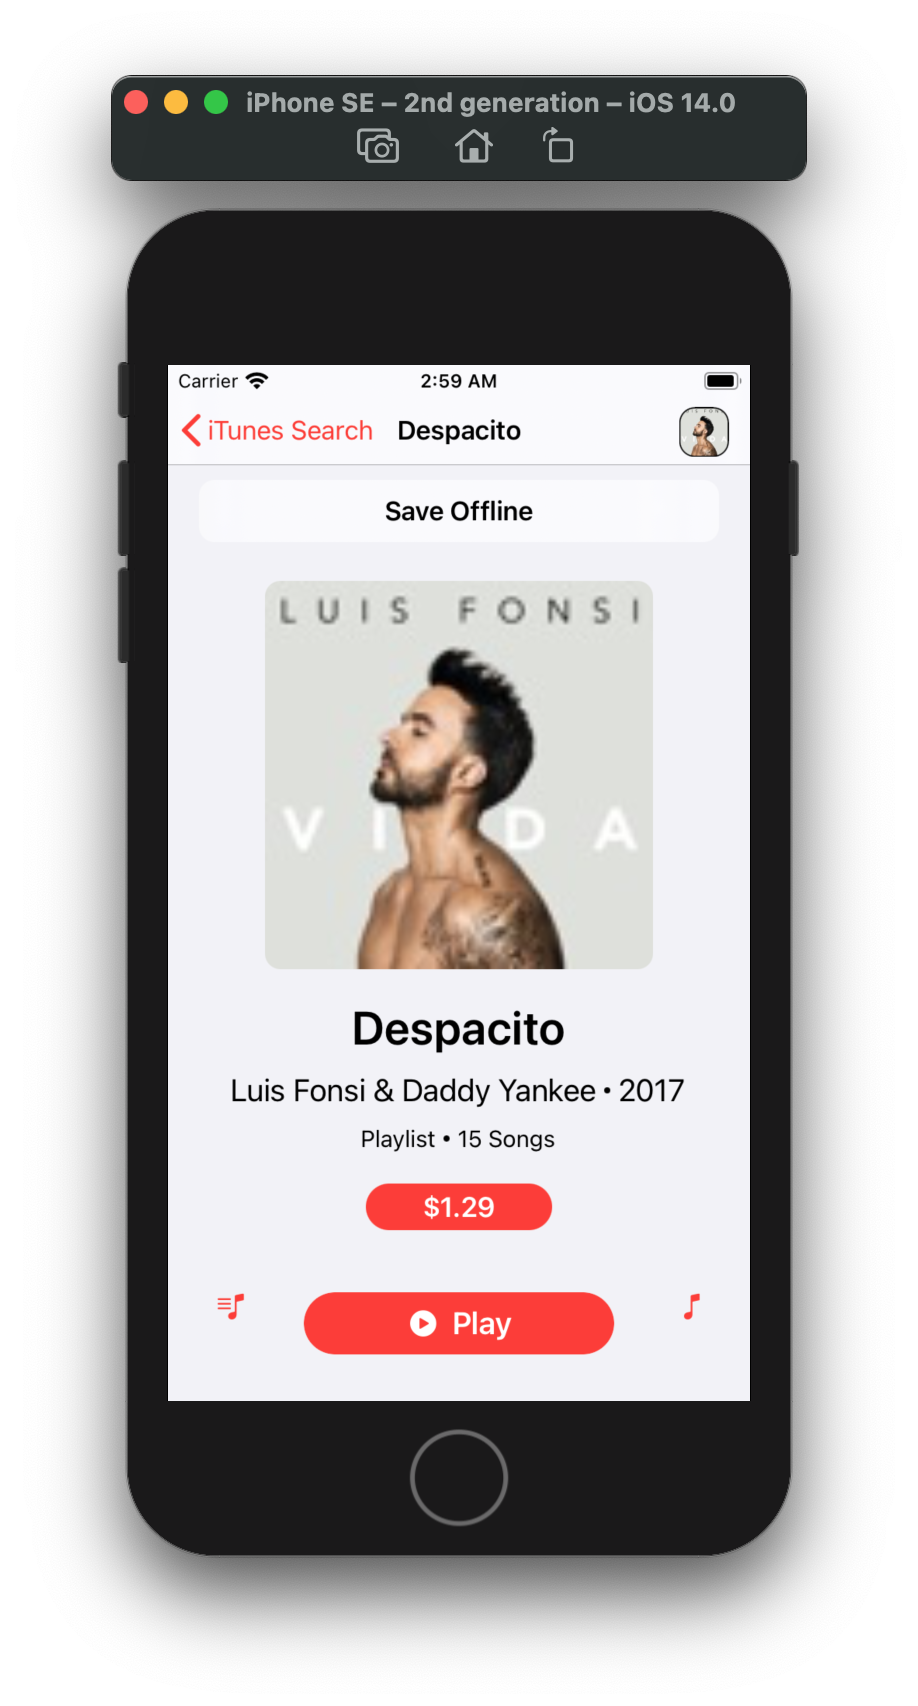 iPhone SE – 2nd generation – iOS 14.0
Carrier 2:59 AM
iTunes Search Despacito
Save Offline
LUIS FONSI
VIDA
Despacito
Luis Fonsi & Daddy Yankee • 2017
Playlist • 15 Songs
$1.29
Play